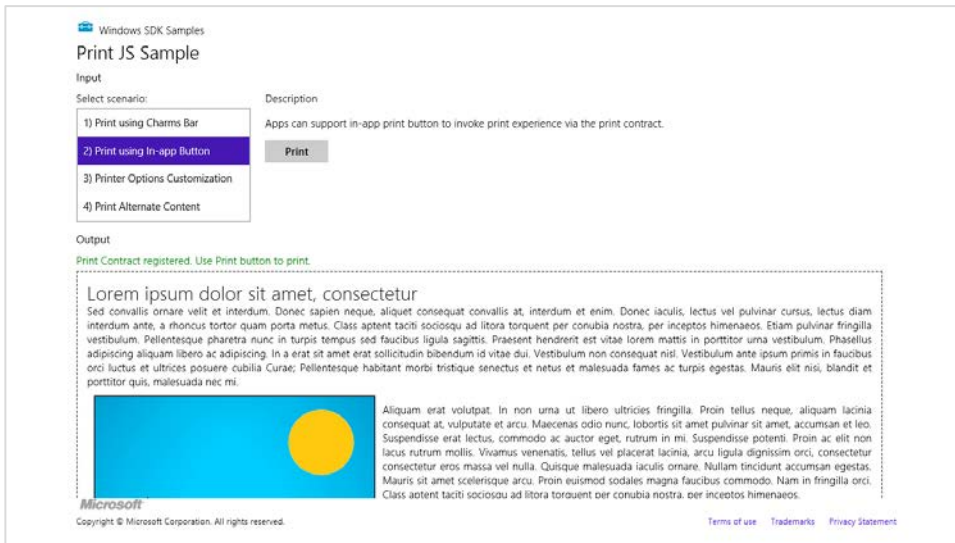 Windows SDK Samples
Print JS Sample
Input
Select scenario:
Description
1) Print using Charms Bar
Apps can support in-app print button to invoke print experience via the print contract.
2) Print using In-app Button
Print
3) Printer Options Customization
4) Print Alternate Content
Output
Print Contract registered. Use Print button to print.
Lorem ipsum dolor sit amet, consectetur
Sed convallis ornare velit et interdum. Donec sapien neque, aliquet consequat convallis at, interdum et enim. Donec iaculis, lectus vel pulvinar cursus, lectus diam
interdum ante, a rhoncus tortor quam porta metus. Class aptent taciti sociosqu ad litora torquent per conubia nostra, per inceptos himenaeos. Etiam pulvinar fringilla
vestibulum. Pellentesque pharetra nunc in turpis tempus sed faucibus ligula sagittis. Praesent hendrerit est vitae lorem mattis in porttitor urna vestibulum. Phasellus
adipiscing aliquam libero ac adipiscing. In a erat sit amet erat sollicitudin bibendum id vitae dui. Vestibulum non consequat nisl. Vestibulum ante ipsum primis in faucibus
orci luctus et ultrices posuere cubilia Curae; Pellentesque habitant morbi tristique senectus et netus et malesuada fames ac turpis egestas. Mauris elit nisi, blandit et
porttitor quis, malesuada nec mi.
Aliquam erat volutpat. In non urna ut libero ultricies fringilla. Proin tellus neque, aliquam lacinia
consequat at, vulputate et arcu. Maecenas odio nunc, lobortis sit amet pulvinar sit amet, accumsan et leo.
Suspendisse erat lectus, commodo ac auctor eget, rutrum in mi. Suspendisse potenti. Proin ac elit non
lacus rutrum mollis. Vivamus venenatis, tellus vel placerat lacinia, arcu ligula dignissim orci, consectetur
consectetur eros massa vel nulla. Quisque malesuada iaculis ornare. Nullam tincidunt accumsan egestas.
Mauris sit amet scelerisque arcu. Proin euismod sodales magna faucibus commodo. Nam in fringilla orci.
Class aptent taciti sociosqu ad litora torquent per conubia nostra, per inceptos himenaeos.
Microsoft
Copyright © Microsoft Corporation. All rights reserved.
Terms of use Trademarks Privacy Statement